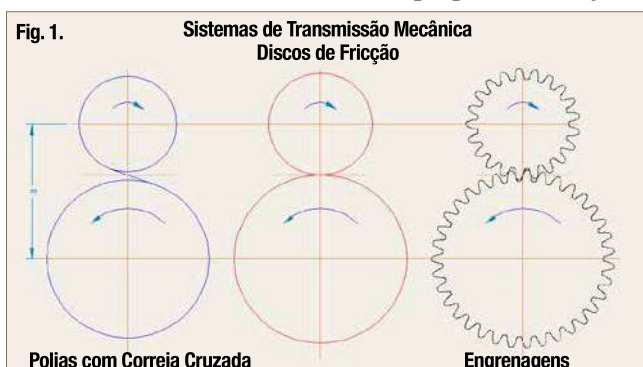 Fig. 1.
Sistemas de Transmissão Mecânica
Discos de Fricção
Polias com Correia Cruzada
Engrenagens